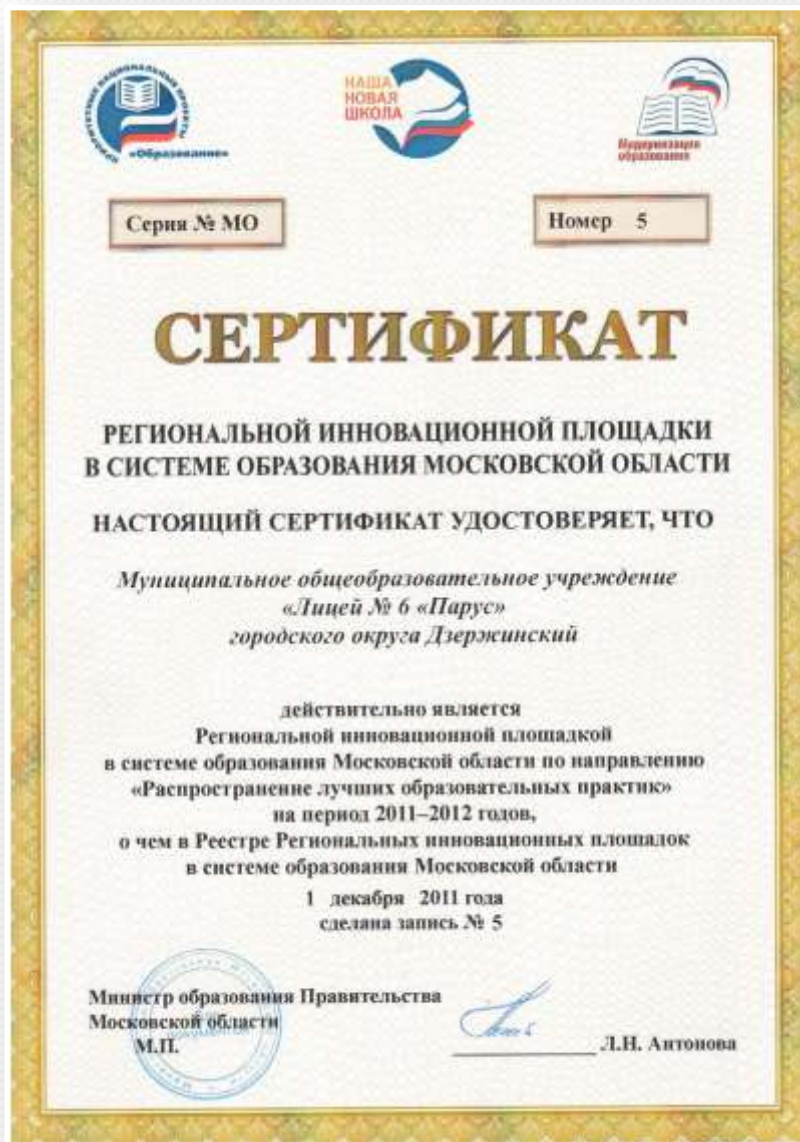 ПРИОРИТЕТНЫЕ НАЦИОНАЛЬНЫЕ ПРОЕКТЫ
«Образование»
НАША
НОВАЯ
ШКОЛА
Модернизация
образования
Серия № МО
Номер 5
СЕРТИФИКАТ
РЕГИОНАЛЬНОЙ ИННОВАЦИОННОЙ ПЛОЩАДКИ
В СИСТЕМЕ ОБРАЗОВАНИЯ МОСКОВСКОЙ ОБЛАСТИ
НАСТОЯЩИЙ СЕРТИФИКАТ УДОСТОВЕРЯЕТ, ЧТО
Муниципальное общеобразовательное учреждение
«Лицей № 6 «Парус»
городского округа Дзержинский
действительно является
Региональной инновационной площадкой
в системе образования Московской области по направлению
«Распространение лучших образовательных практик»
на период 2011–2012 годов,
о чем в Реестре Региональных инновационных площадок
в системе образования Московской области
1 декабря 2011 года
сделана запись № 5
Министр образования Правительства
Московской области
М.П.
Л.Н. Антонова